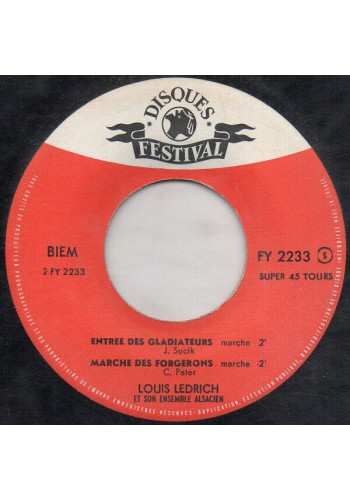 DISQUES
FESTIVAL
BIEM
2 FY 2233
FY 2233 S
SUPER 45 TOURS
ENTREE DES GLADIATEURS marche 2'
J. Sucik
MARCHE DES FORGERONS marche 2'
C. Peter
LOUIS LEDRICH
ET SON ENSEMBLE ALSACIEN